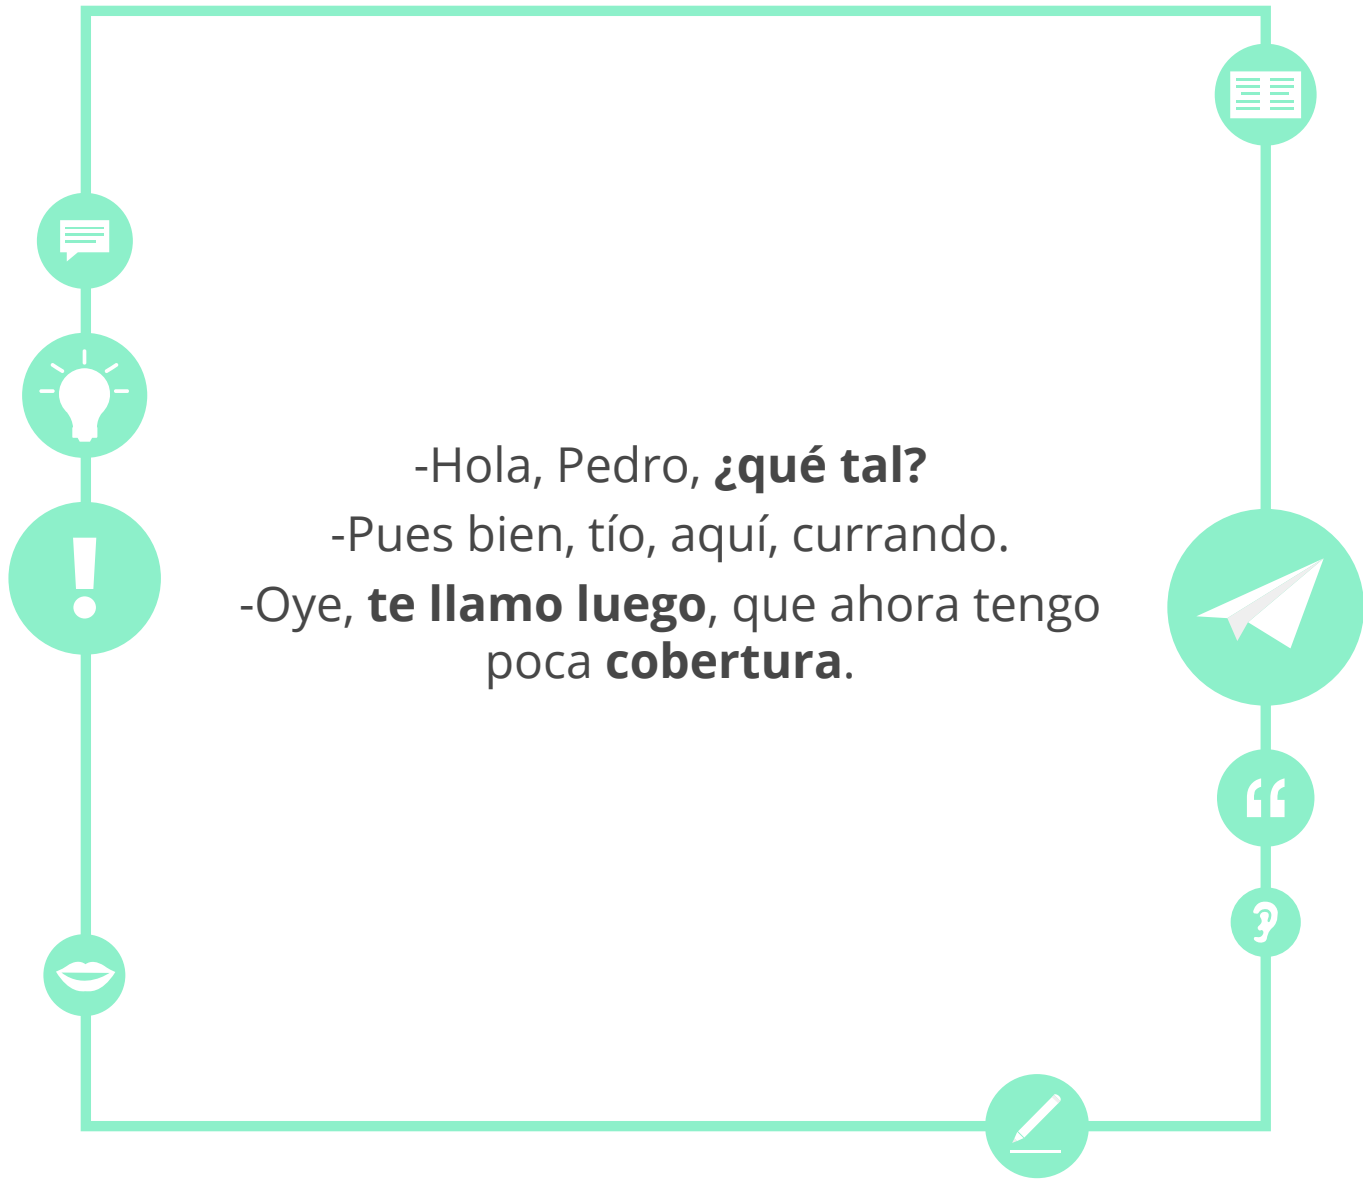 -Hola, Pedro, ¿qué tal?
-Pues bien, tío, aquí, currando.
-Oye, te llamo luego, que ahora tengo
poca cobertura.